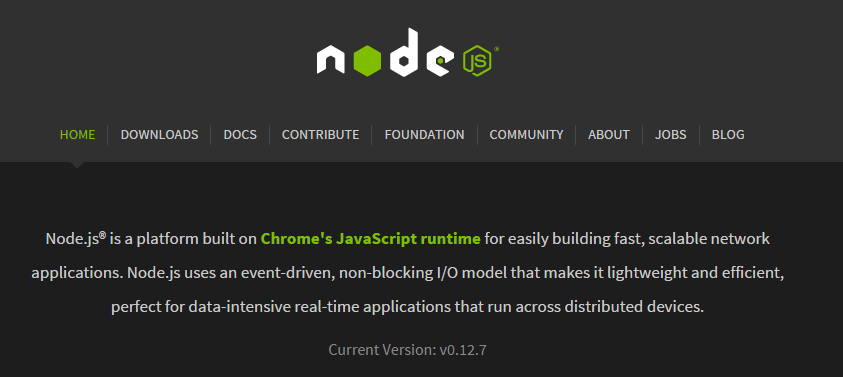 node JS®
HOME DOWNLOADS DOCS CONTRIBUTE FOUNDATION COMMUNITY ABOUT JOBS BLOG
Node.js® is a platform built on Chrome's JavaScript runtime for easily building fast, scalable network
applications. Node.js uses an event-driven, non-blocking I/O model that makes it lightweight and efficient,
perfect for data-intensive real-time applications that run across distributed devices.
Current Version: v0.12.7